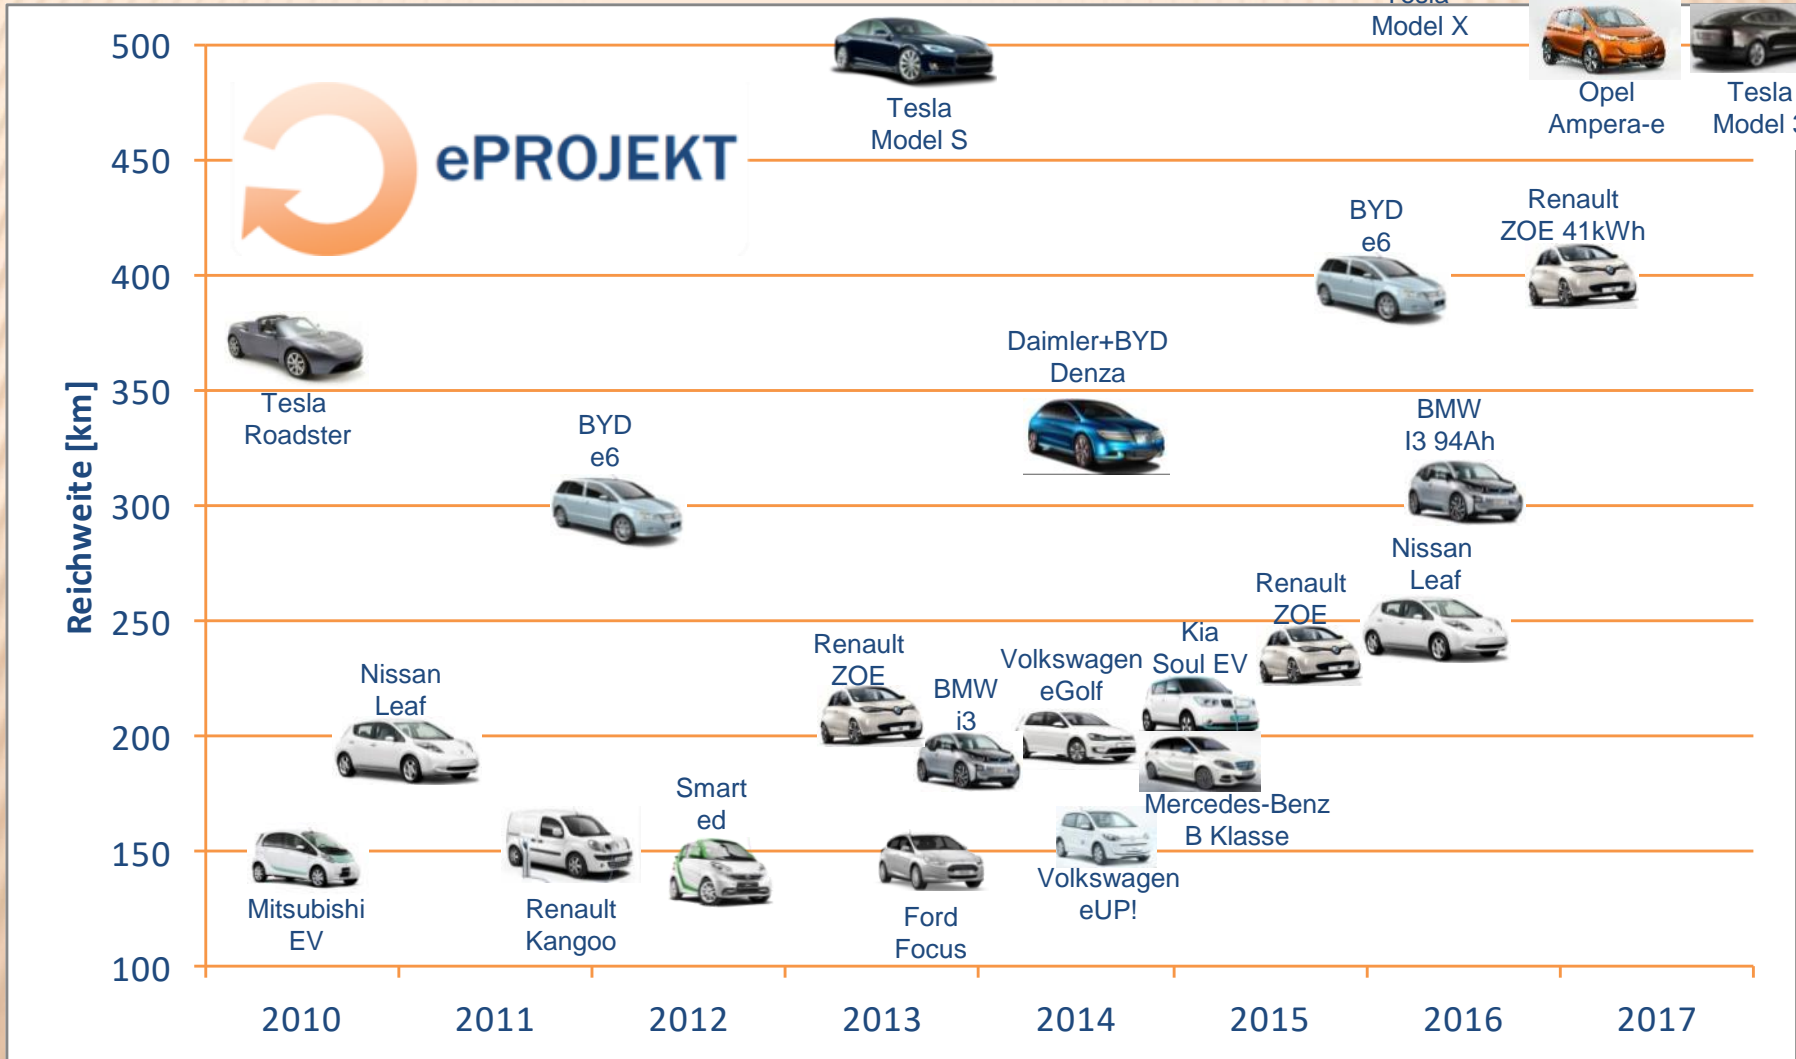 Tesla
Model X
500
Tesla
Model S
Opel
Ampera-e
Tesla
Model 3
ePROJEKT
450
BYD
e6
Renault
ZOE 41kWh
400
Daimler+BYD
Denza
350
Tesla
Roadster
BYD
e6
BMW
I3 94Ah
Reichweite [km]
300
Nissan
Leaf
Renault
ZOE
250
Kia
Soul EV
Renault
ZOE
Volkswagen
eGolf
Nissan
Leaf
BMW
i3
200
Smart
ed
Mercedes-Benz
B Klasse
150
Volkswagen
eUP!
Mitsubishi
EV
Renault
Kangoo
Ford
Focus
100
2010
2011
2012
2013
2014
2015
2016
2017